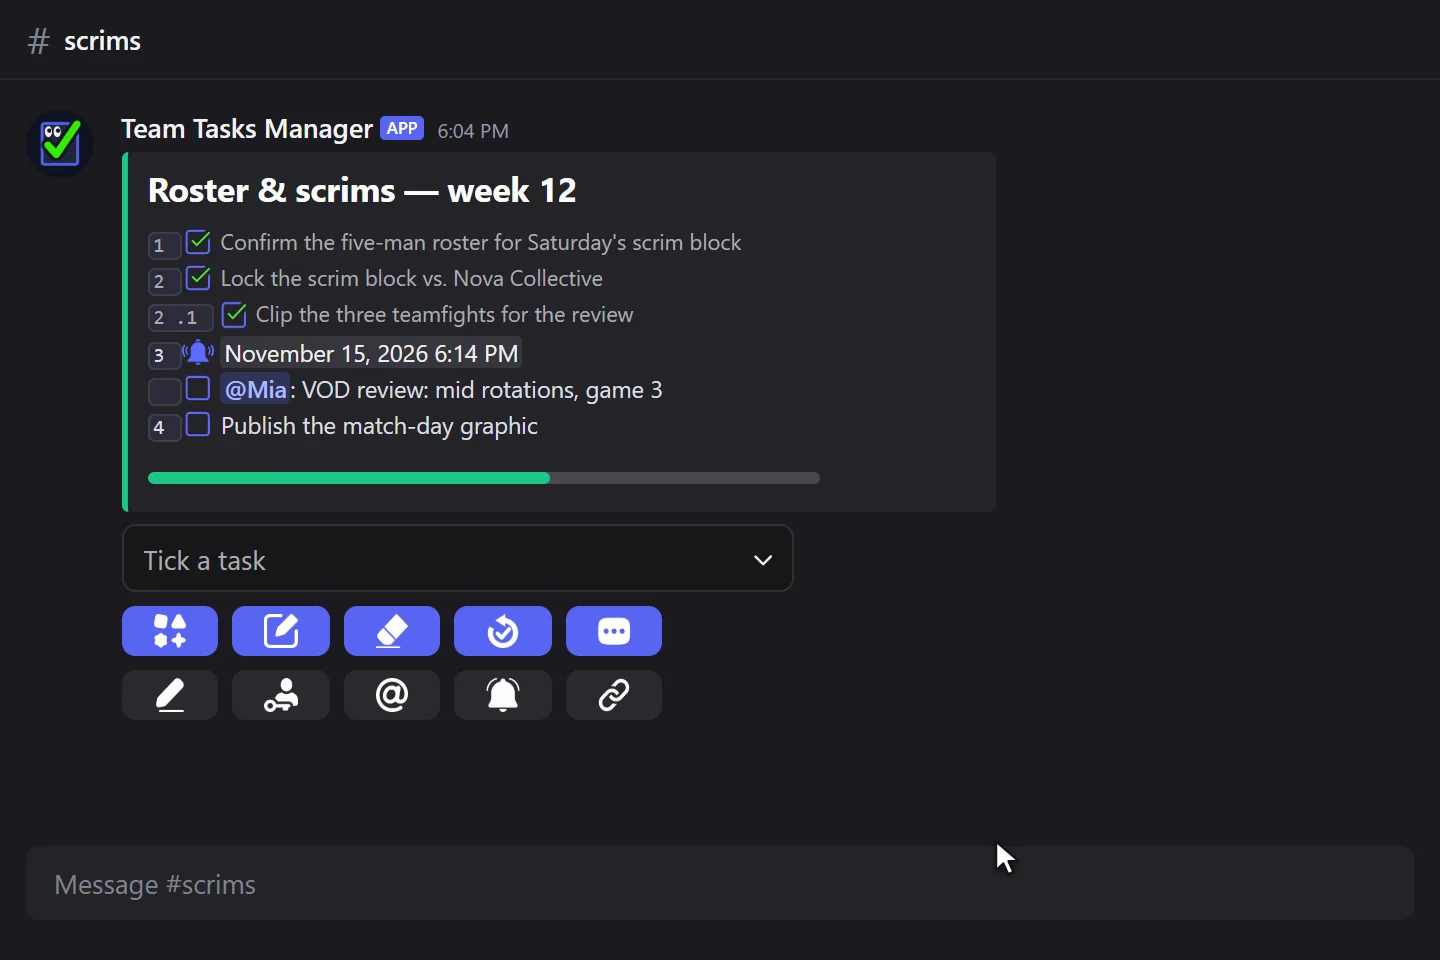 # scrims
Team Tasks Manager APP 6:04 PM
Roster & scrims — week 12
1 Confirm the five-man roster for Saturday's scrim block
2 Lock the scrim block vs. Nova Collective
2 .1 Clip the three teamfights for the review
3 November 15, 2026 6:14 PM
@Mia: VOD review: mid rotations, game 3
4 Publish the match-day graphic
Tick a task
Message #scrims